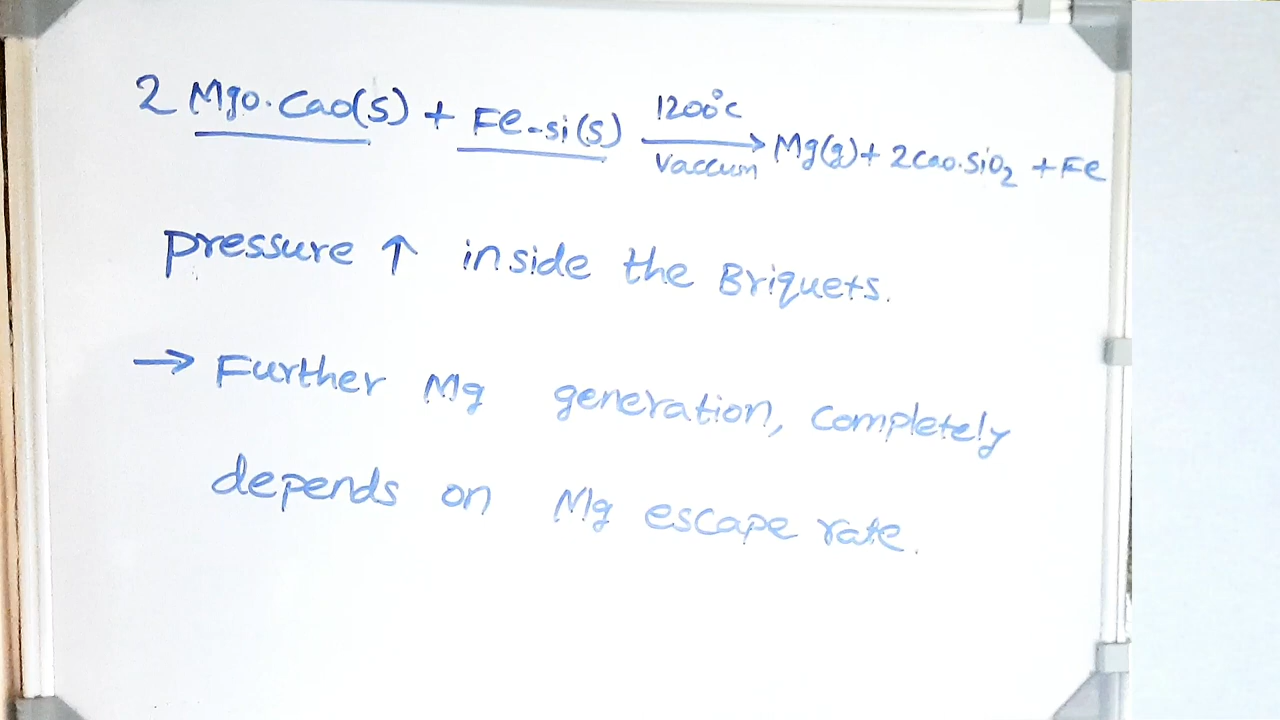 2 Mgo.Cao(s) + Fe-si(s) 1200°c vaccum → Mg(g) + 2cao.SiO₂ + Fe
pressure ↑ inside the Briquets.
→ Further Mg generation, completely
depends on Mg escape rate.